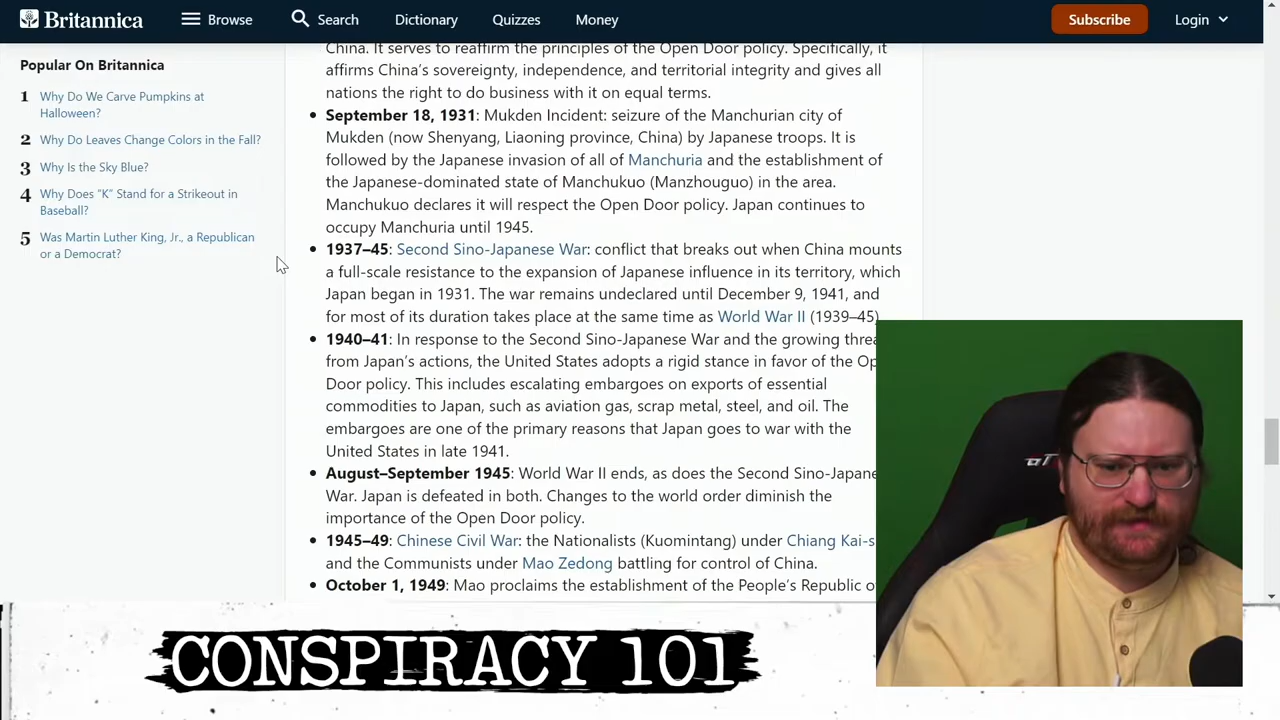 Britannica
Browse
Search
Dictionary
Quizzes
Money
Subscribe
Login
Popular On Britannica
1 Why Do We Carve Pumpkins at
Halloween?
2 Why Do Leaves Change Colors in the Fall?
3 Why Is the Sky Blue?
4 Why Does "K" Stand for a Strikeout in
Baseball?
5 Was Martin Luther King, Jr., a Republican
or a Democrat?
China. It serves to reaffirm the principles of the Open Door policy. Specifically, it
affirms China's sovereignty, independence, and territorial integrity and gives all
nations the right to do business with it on equal terms.
• September 18, 1931: Mukden Incident: seizure of the Manchurian city of
Mukden (now Shenyang, Liaoning province, China) by Japanese troops. It is
followed by the Japanese invasion of all of Manchuria and the establishment of
the Japanese-dominated state of Manchukuo (Manzhouguo) in the area.
Manchukuo declares it will respect the Open Door policy. Japan continues to
occupy Manchuria until 1945.
• 1937–45: Second Sino-Japanese War: conflict that breaks out when China mounts
a full-scale resistance to the expansion of Japanese influence in its territory, which
Japan began in 1931. The war remains undeclared until December 9, 1941, and
for most of its duration takes place at the same time as World War II (1939–45)
• 1940–41: In response to the Second Sino-Japanese War and the growing threa
from Japan's actions, the United States adopts a rigid stance in favor of the Op
Door policy. This includes escalating embargoes on exports of essential
commodities to Japan, such as aviation gas, scrap metal, steel, and oil. The
embargoes are one of the primary reasons that Japan goes to war with the
United States in late 1941.
• August–September 1945: World War II ends, as does the Second Sino-Japane
War. Japan is defeated in both. Changes to the world order diminish the
importance of the Open Door policy.
• 1945–49: Chinese Civil War: the Nationalists (Kuomintang) under Chiang Kai-s
and the Communists under Mao Zedong battling for control of China.
• October 1, 1949: Mao proclaims the establishment of the People's Republic o
CONSPIRACY 101